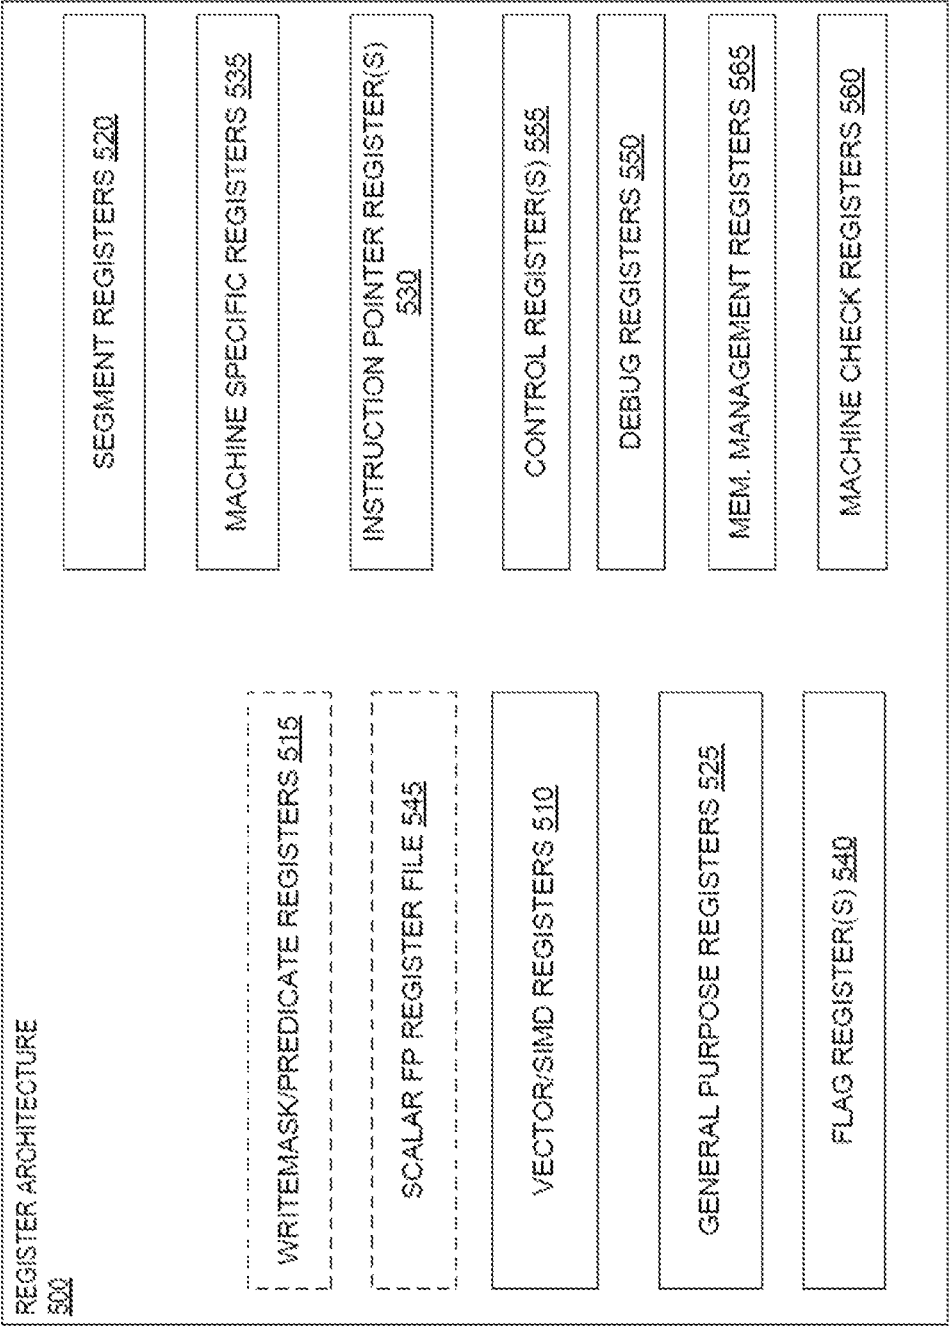 REGISTER ARCHITECTURE
500
WRITEMASK/PREDICATE REGISTERS 515
SCALAR FP REGISTER FILE 545
VECTOR/SIMD REGISTERS 510
GENERAL PURPOSE REGISTERS 525
FLAG REGISTER(S) 540
SEGMENT REGISTERS 520
MACHINE SPECIFIC REGISTERS 535
INSTRUCTION POINTER REGISTER(S)
530
CONTROL REGISTER(S) 555
DEBUG REGISTERS 550
MEM. MANAGEMENT REGISTERS 565
MACHINE CHECK REGISTERS 560